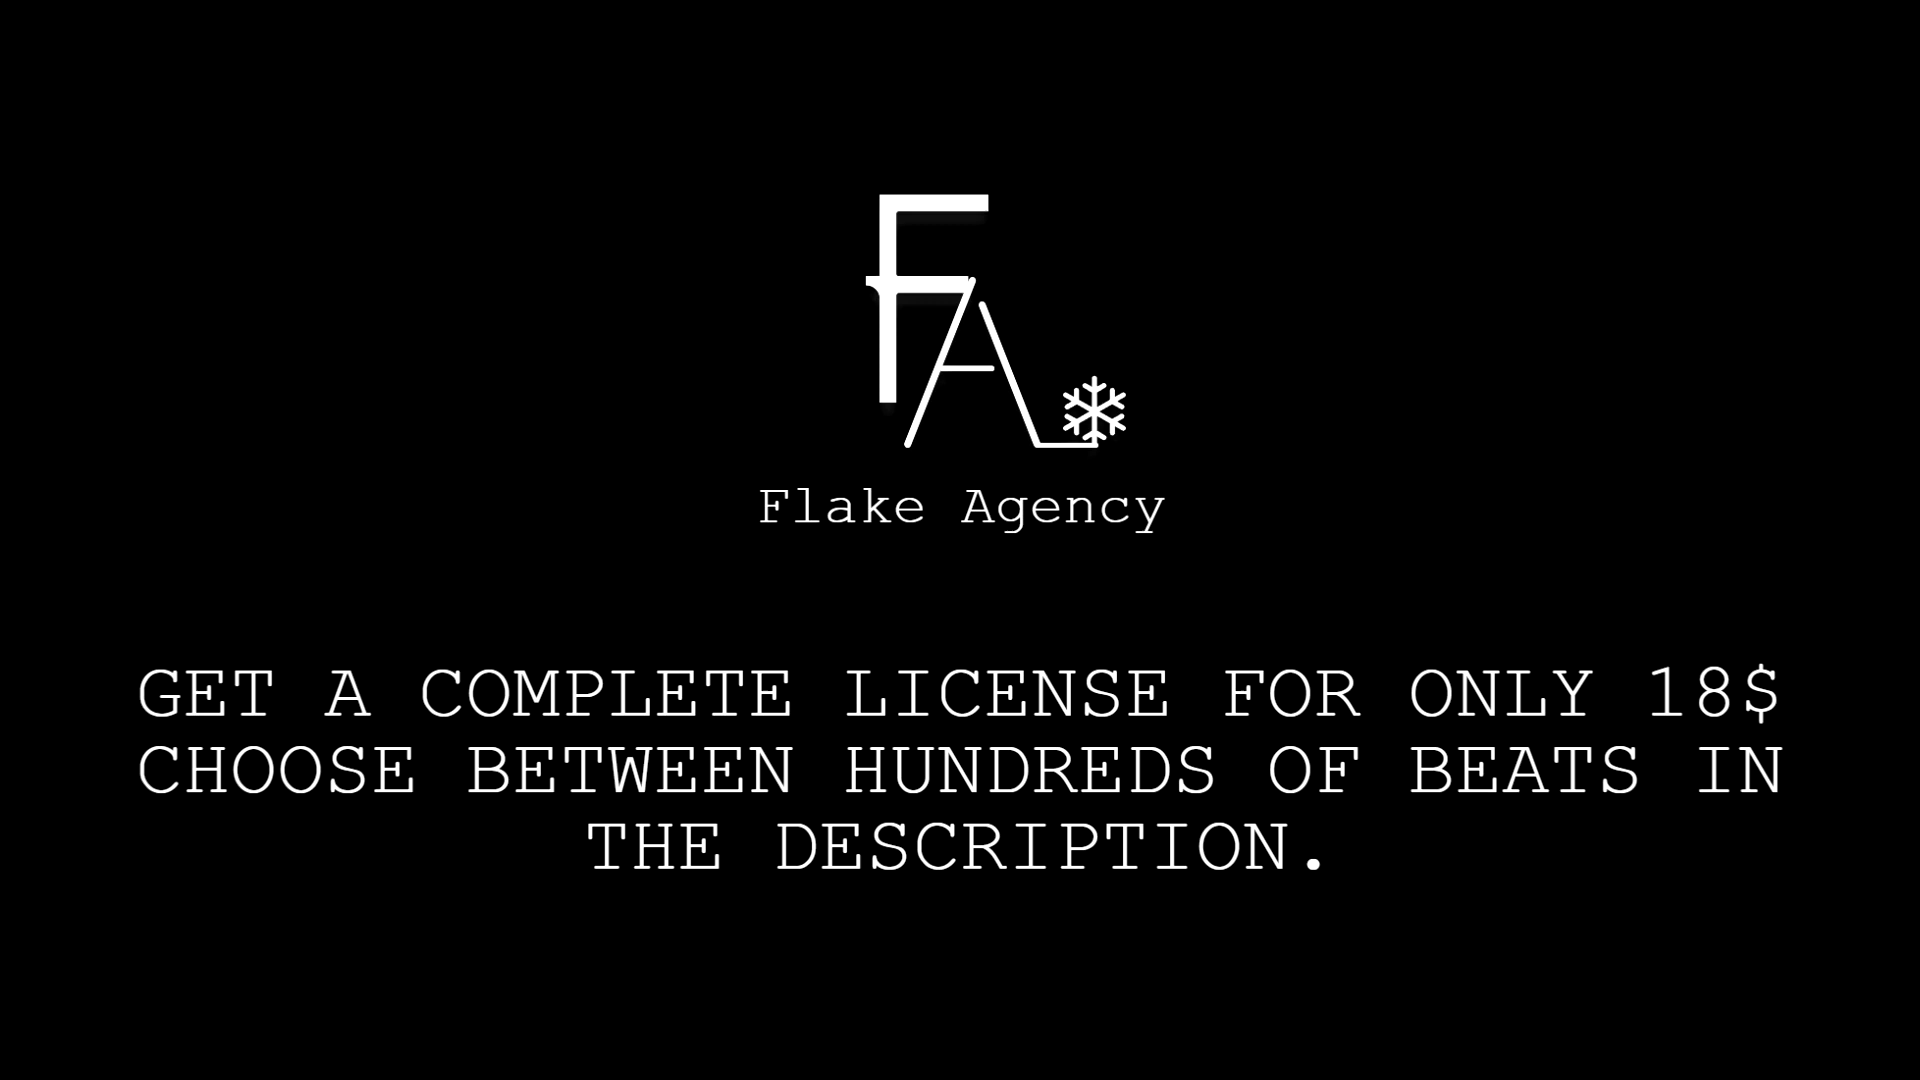 FA
Flake Agency
GET A COMPLETE LICENSE FOR ONLY 18$
CHOOSE BETWEEN HUNDREDS OF BEATS IN
THE DESCRIPTION.